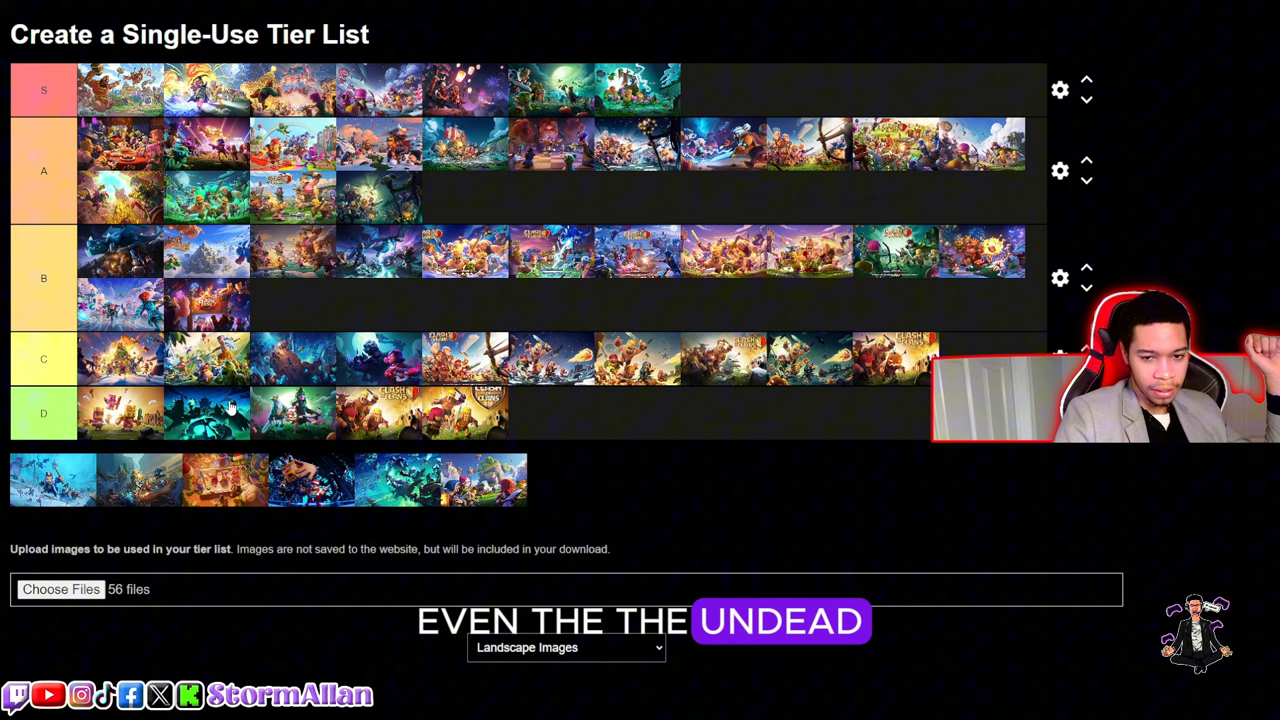 Create a Single-Use Tier List
S
A
B
C
D
Upload images to be used in your tier list. Images are not saved to the website, but will be included in your download.
Choose Files 56 files
EVEN THE THE UNDEAD
Landscape Images
StormAllan